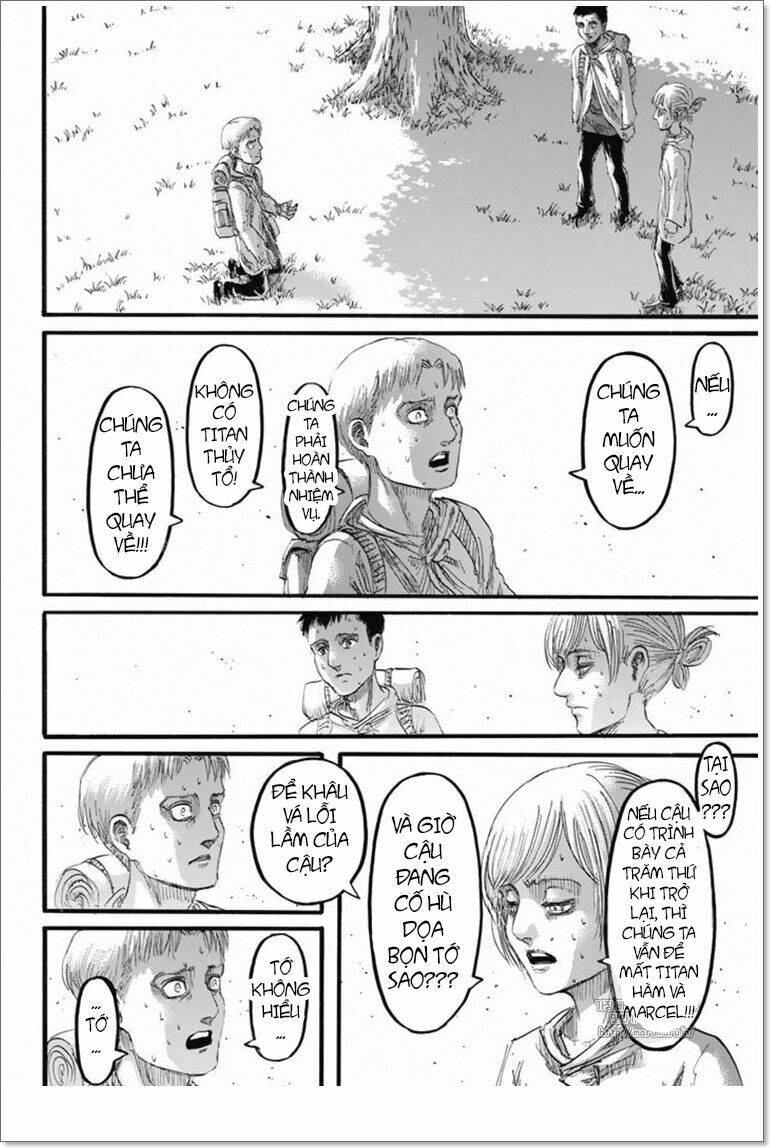 NẾU
...
CHÚNG
TA
MUỐN
QUAY
VỀ...
CHÚNG
TA
PHẢI
HOÀN
THÀNH
NHIỆM
VỤ.
KHÔNG
CÓ
TITAN
THỦY
TỔ!
CHÚNG
TA
CHƯA
THỂ
QUAY
VỀ!!!
TẠI
SAO
???
NẾU CẬU
CÓ TRÌNH
BÀY CẢ
TRĂM THỨ
KHI TRỞ
LẠI, THÌ
CHÚNG TA
VẪN ĐỂ
MẤT TITAN
HÀM VÀ
MARCEL!!!
VÀ GIỜ
CẬU
ĐANG
CỐ HÙ
DỌA
BỌN TỚ
SAO???
ĐỂ KHÂU
VÁ LỖI
LẦM CỦA
CẬU?
TỚ
KHÔNG
HIỂU
...
...
TỚ
...